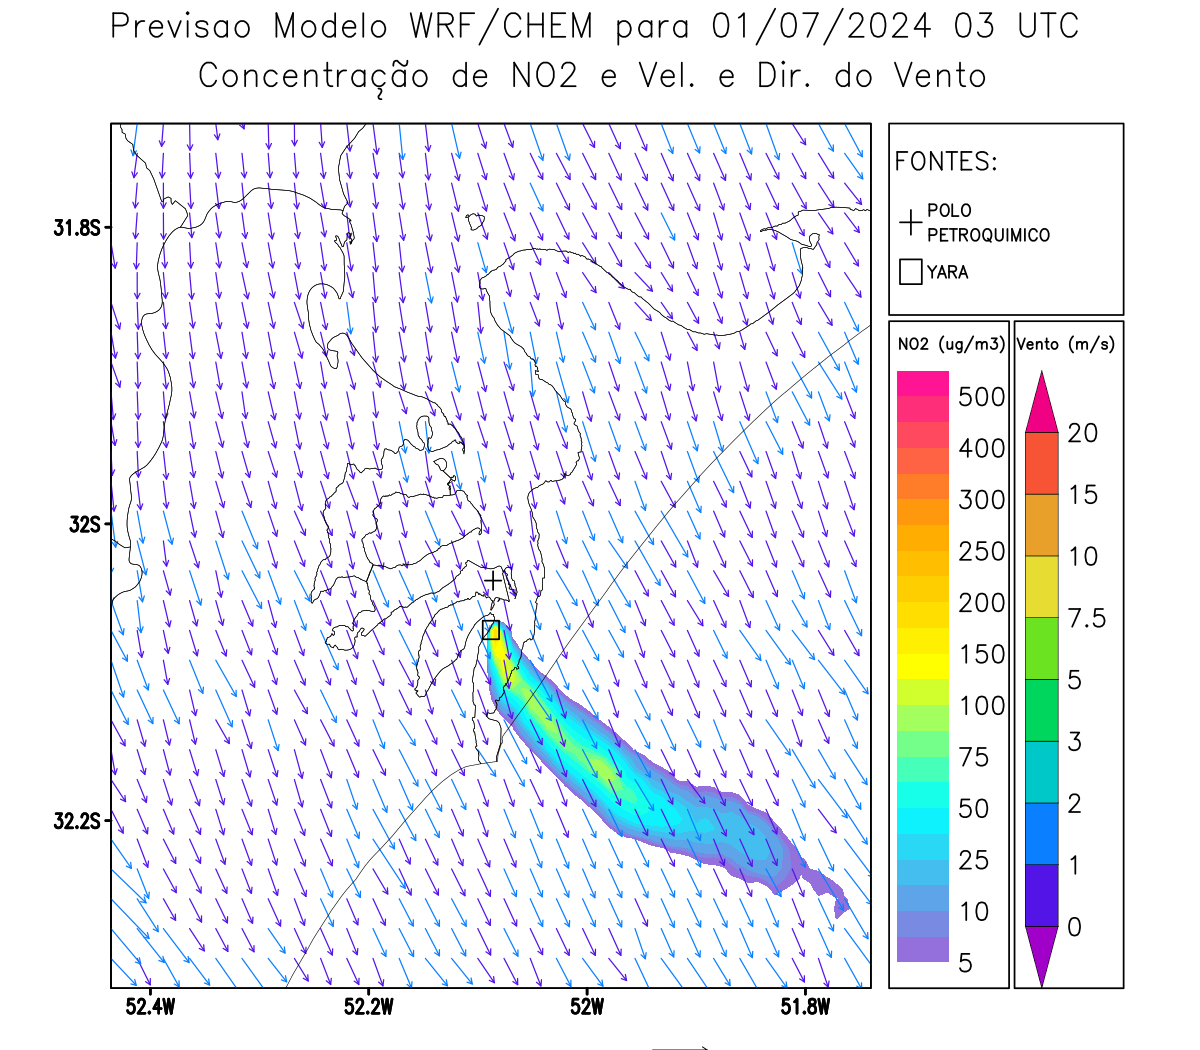 Previsao Modelo WRF/CHEM para 01/07/2024 03 UTC
Concentração de NO2 e Vel. e Dir. do Vento
FONTES:
POLO
PETROQUIMICO
YARA
NO2 (ug/m3)
500
400
300
250
200
150
100
75
50
25
10
5
Vento (m/s)
20
15
10
7.5
5
3
2
1
0
31.8S
32S
32.2S
52.4W
52.2W
52W
51.8W